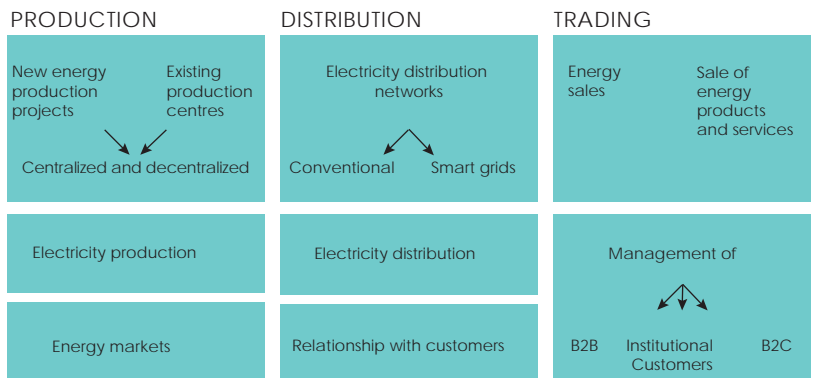 PRODUCTION
New energy
production
projects
Existing
production
centres
Centralized and decentralized
Electricity production
Energy markets
DISTRIBUTION
Electricity distribution
networks
Conventional
Smart grids
Electricity distribution
Relationship with customers
TRADING
Energy
sales
Sale of
energy
products
and services
Management of
B2B
Institutional
Customers
B2C